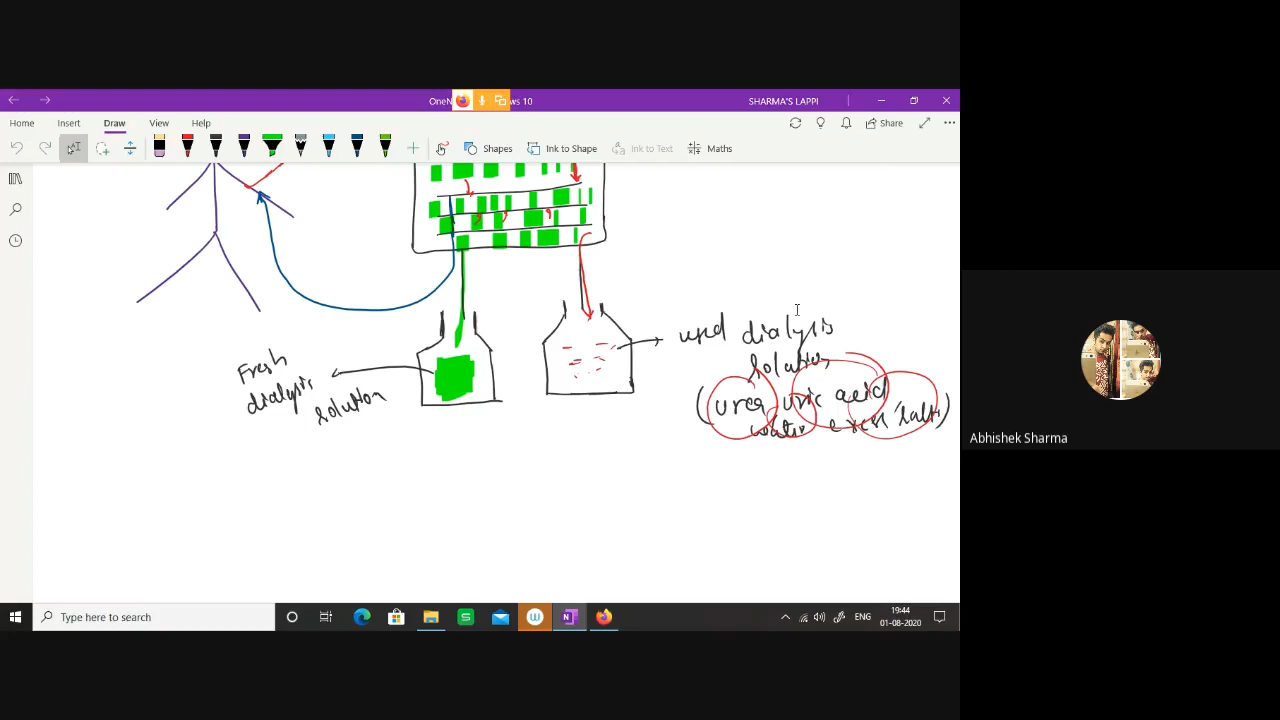 OneN
ws 10
SHARMA'S LAPPI
Home Insert Draw View Help
Share
Shapes
Ink to Shape
Ink to Text
Maths
used dialysis
solution
(urea uric acid
water excess salts)
Fresh
dialysis
solution
Abhishek Sharma
Type here to search
ENG
19:44
01-08-2020